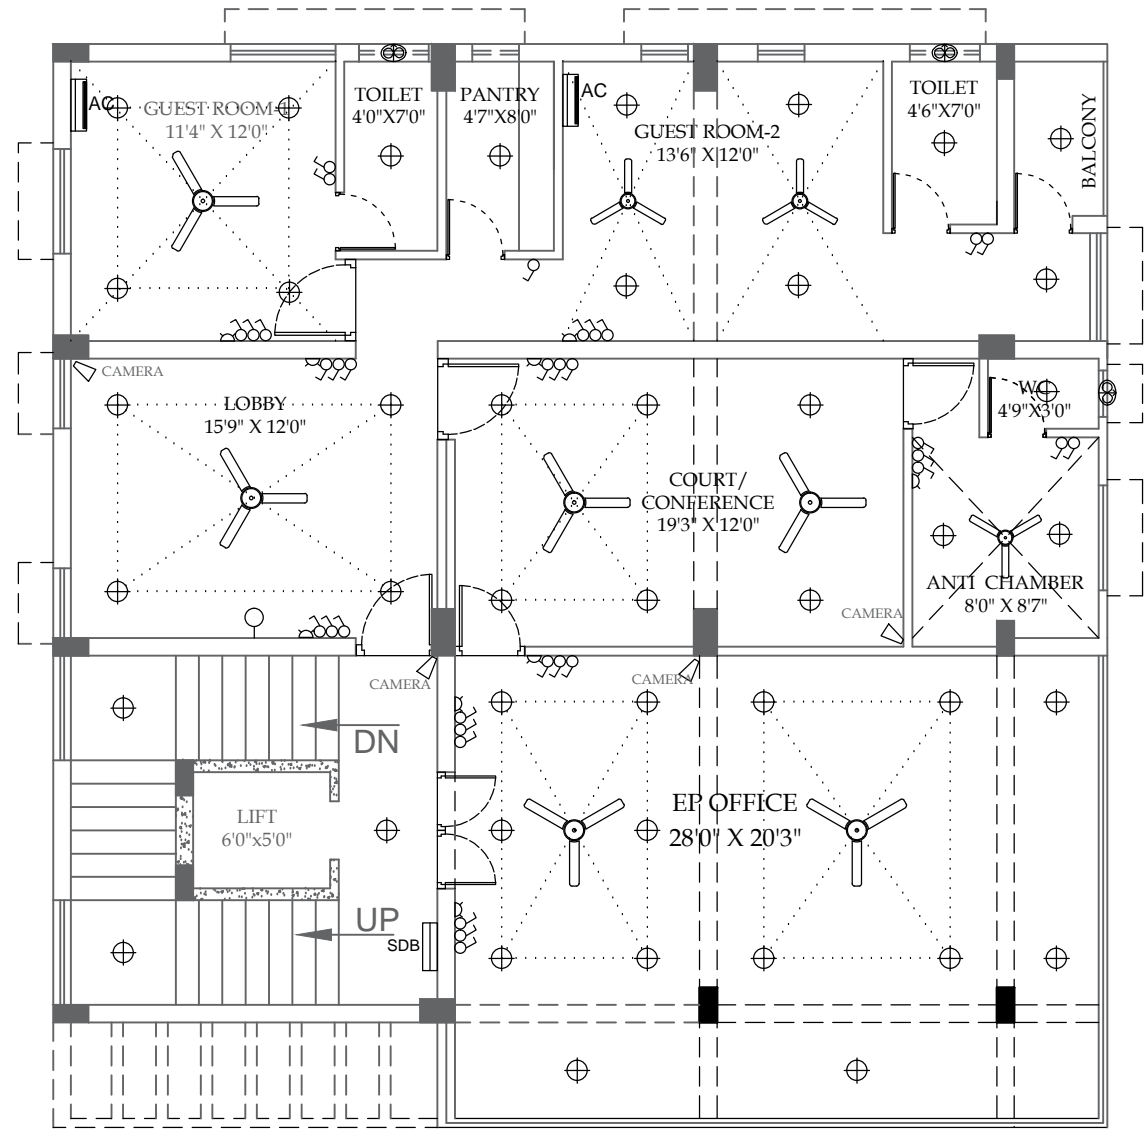 AC
GUEST ROOM-1
11'4" X 12'0"
TOILET
4'0"X7'0"
PANTRY
4'7"X8'0"
AC
GUEST ROOM-2
13'6" X 12'0"
TOILET
4'6"X7'0"
BALCONY
CAMERA
LOBBY
15'9" X 12'0"
COURT/
CONFERENCE
19'3" X 12'0"
WC
4'9"X3'0"
ANTI CHAMBER
8'0" X 8'7"
CAMERA
CAMERA
CAMERA
DN
LIFT
6'0"x5'0"
EP OFFICE
28'0" X 20'3"
UP
SDB